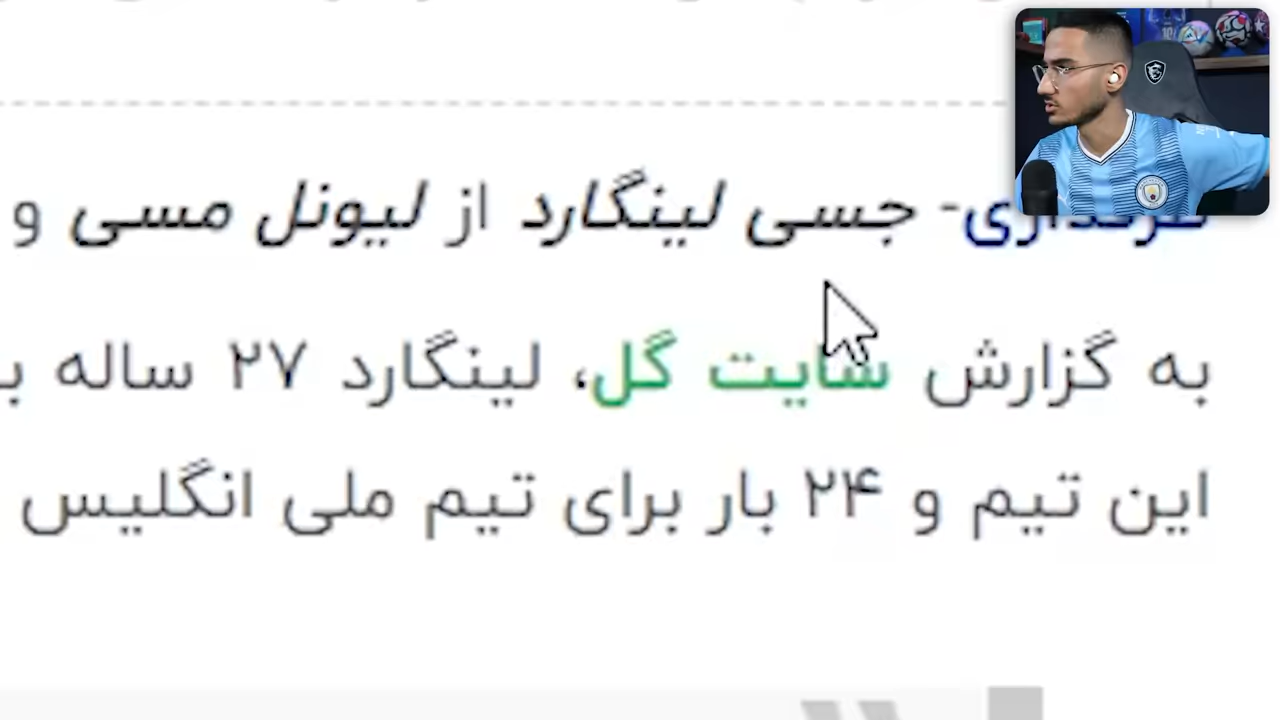 - جسی لینگارد از لیونل مسی و
به گزارش سایت گل، لینگارد ۲۷ ساله
این تیم و ۲۴ بار برای تیم ملی انگلیس